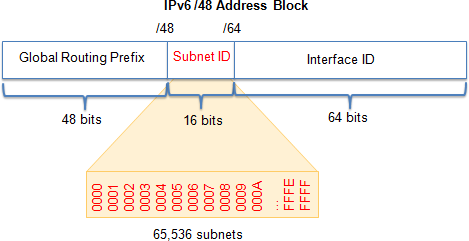 IPv6 /48 Address Block
/48 /64
Global Routing Prefix Subnet ID Interface ID
48 bits 16 bits 64 bits
0000
0001
0002
0003
0004
0005
0006
0007
0008
0009
000A
...
FFFE
FFFF
65,536 subnets